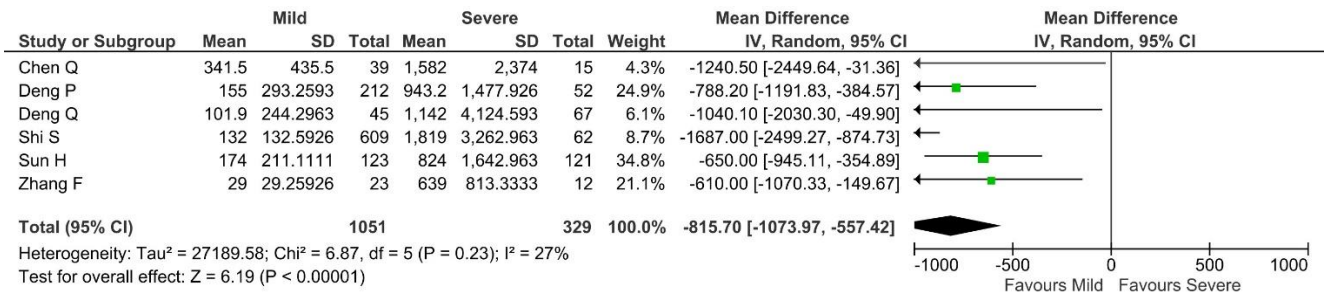 Mild Severe Mean Difference Mean Difference
Study or Subgroup Mean SD Total Mean SD Total Weight IV, Random, 95% CI IV, Random, 95% CI
Chen Q 341.5 435.5 39 1,582 2,374 15 4.3% -1240.50 [-2449.64, -31.36]
Deng P 155 293.2593 212 943.2 1,477.926 52 24.9% -788.20 [-1191.83, -384.57]
Deng Q 101.9 244.2963 45 1,142 4,124.593 67 6.1% -1040.10 [-2030.30, -49.90]
Shi S 132 132.5926 609 1,819 3,262.963 62 8.7% -1687.00 [-2499.27, -874.73]
Sun H 174 211.1111 123 824 1,642.963 121 34.8% -650.00 [-945.11, -354.89]
Zhang F 29 29.25926 23 639 813.3333 12 21.1% -610.00 [-1070.33, -149.67]
Total (95% CI) 1051 329 100.0% -815.70 [-1073.97, -557.42]
Heterogeneity: Tau² = 27189.58; Chi² = 6.87, df = 5 (P = 0.23); I² = 27%
Test for overall effect: Z = 6.19 (P < 0.00001)
-1000 -500 0 500 1000
Favours Mild Favours Severe